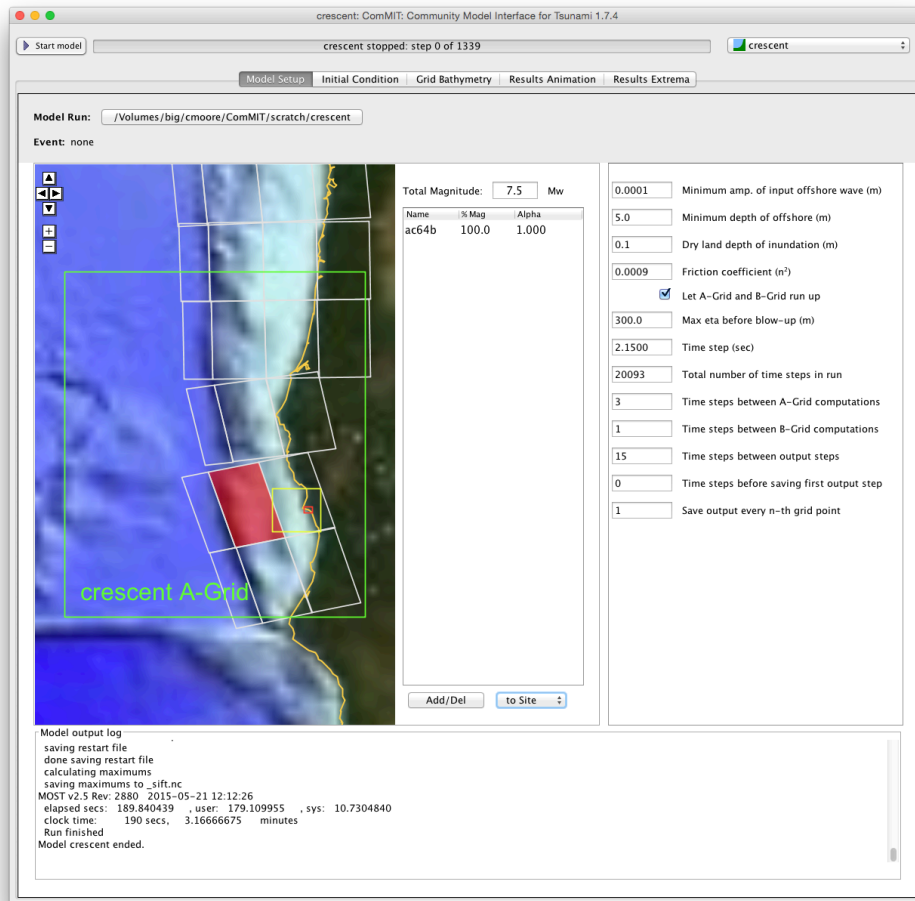 crescent: ComMIT: Community Model Interface for Tsunami 1.7.4
Start model
crescent stopped: step 0 of 1339
crescent
Model Setup Initial Condition Grid Bathymetry Results Animation Results Extrema
Model Run: /Volumes/big/cmoore/ComMIT/scratch/crescent
Event: none
Total Magnitude: 7.5 Mw
Name % Mag Alpha
ac64b 100.0 1.000
crescent A-Grid
Add/Del to Site
0.0001 Minimum amp. of input offshore wave (m)
5.0 Minimum depth of offshore (m)
0.1 Dry land depth of inundation (m)
0.0009 Friction coefficient (n²)
Let A-Grid and B-Grid run up
300.0 Max eta before blow-up (m)
2.1500 Time step (sec)
20093 Total number of time steps in run
3 Time steps between A-Grid computations
1 Time steps between B-Grid computations
15 Time steps between output steps
0 Time steps before saving first output step
1 Save output every n-th grid point
Model output log
saving restart file
done saving restart file
calculating maximums
saving maximums to _sift.nc
MOST v2.5 Rev: 2880 2015-05-21 12:12:26
elapsed secs: 189.840439 , user: 179.109955 , sys: 10.7304840
clock time: 190 secs, 3.16666675 minutes
Run finished
Model crescent ended.